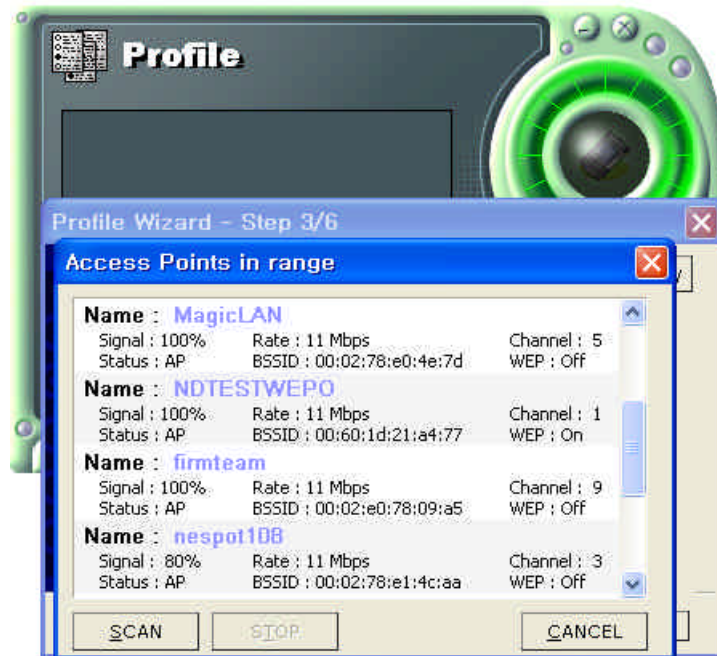 Profile
Profile Wizard - Step 3/6
Access Points in range
Name : MagicLAN
Signal : 100% Rate : 11 Mbps Channel : 5
Status : AP BSSID : 00:02:78:e0:4e:7d WEP : Off
Name : NDTESTWEPO
Signal : 100% Rate : 11 Mbps Channel : 1
Status : AP BSSID : 00:60:1d:21:a4:77 WEP : On
Name : firmteam
Signal : 100% Rate : 11 Mbps Channel : 9
Status : AP BSSID : 00:02:e0:78:09:a5 WEP : Off
Name : nespot108
Signal : 80% Rate : 11 Mbps Channel : 3
Status : AP BSSID : 00:02:78:e1:4c:aa WEP : Off
SCAN STOP CANCEL